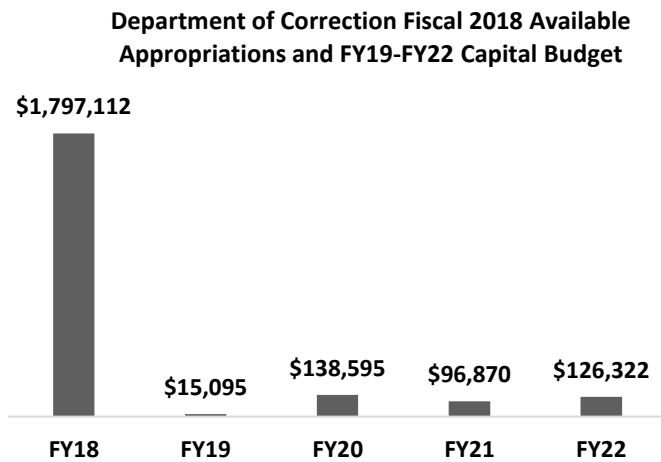 Department of Correction Fiscal 2018 Available
Appropriations and FY19-FY22 Capital Budget
$1,797,112
$15,095
$138,595
$96,870
$126,322
FY18
FY19
FY20
FY21
FY22